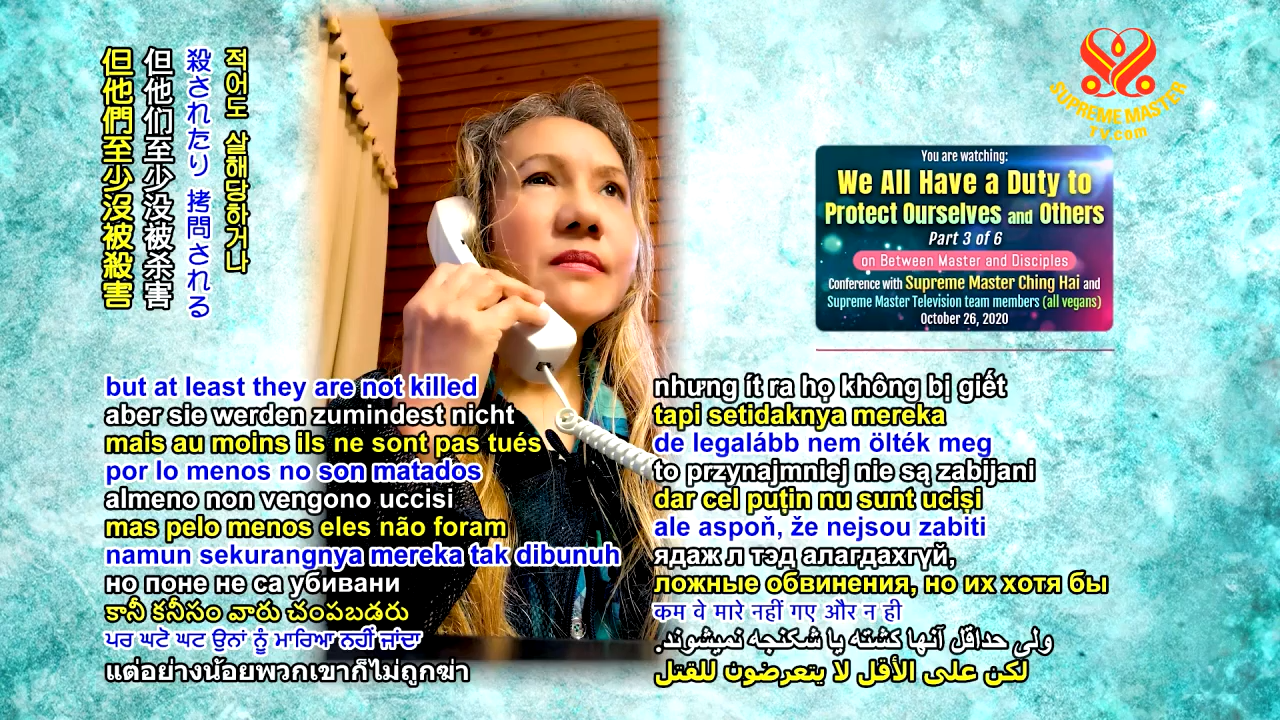 但他們至少沒被殺害
但他们至少没被杀害
殺されたり 拷問される
적어도 살해당하거나
SUPREME MASTER
TV.com
You are watching:
We All Have a Duty to
Protect Ourselves and Others
Part 3 of 6
on Between Master and Disciples
Conference with Supreme Master Ching Hai and
Supreme Master Television team members (all vegans)
October 26, 2020
but at least they are not killed
aber sie werden zumindest nicht
mais au moins ils ne sont pas tués
por lo menos no son matados
almeno non vengono uccisi
mas pelo menos eles não foram
namun sekurangnya mereka tak dibunuh
но поне не са убивани
కానీ కనీసం వారు చంపబడరు
ਪਰ ਘਟੋ ਘਟ ਉਨਾਂ ਨੂੰ ਮਾਰਿਆ ਨਹੀਂ ਜਾਂਦਾ
แต่อย่างน้อยพวกเขาก็ไม่ถูกฆ่า
nhưng ít ra họ không bị giết
tapi setidaknya mereka
de legalább nem ölték meg
to przynajmniej nie są zabijani
dar cel puțin nu sunt uciși
ale aspoň, že nejsou zabiti
ядаж л тэд алагдахгүй,
ложные обвинения, но их хотя бы
कम वे मारे नहीं गए और न ही
ولی حداقل آنها کشته یا شکنجه نمیشوند.
لكن على الأقل لا يتعرضون للقتل